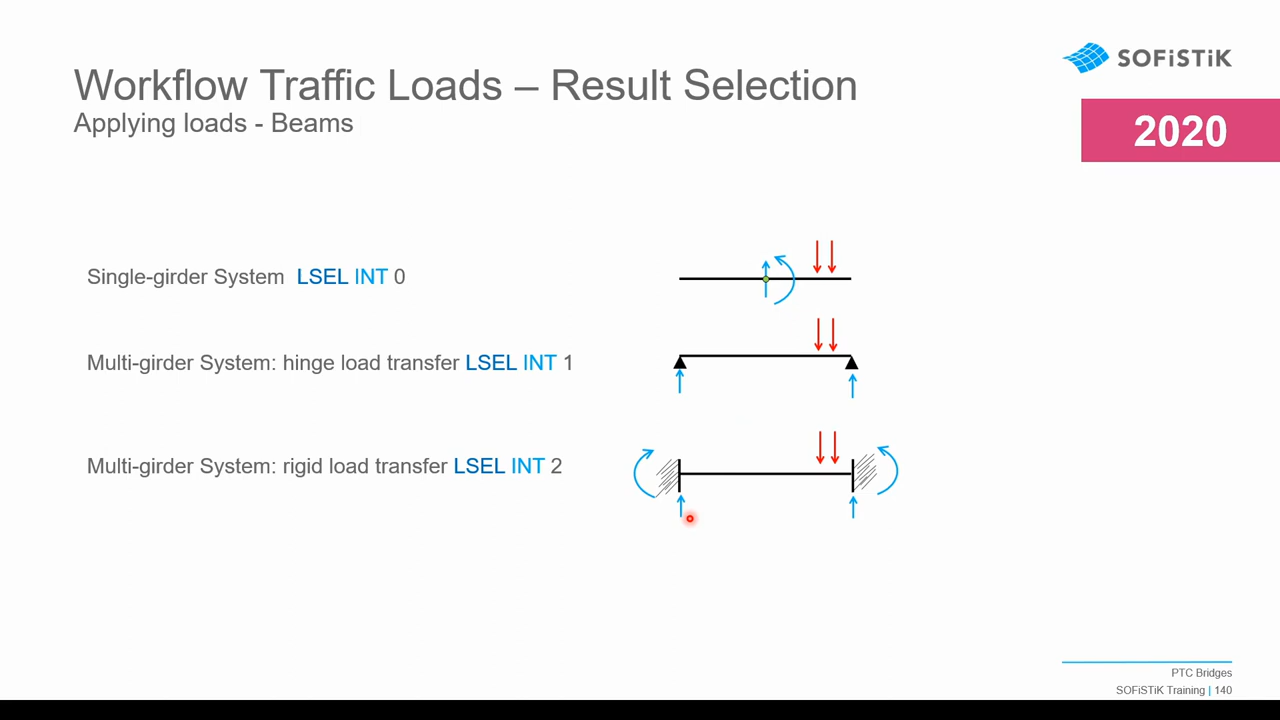 SOFiSTiK
Workflow Traffic Loads – Result Selection
Applying loads - Beams
2020
Single-girder System LSEL INT 0
Multi-girder System: hinge load transfer LSEL INT 1
Multi-girder System: rigid load transfer LSEL INT 2
PTC Bridges
SOFiSTiK Training | 140